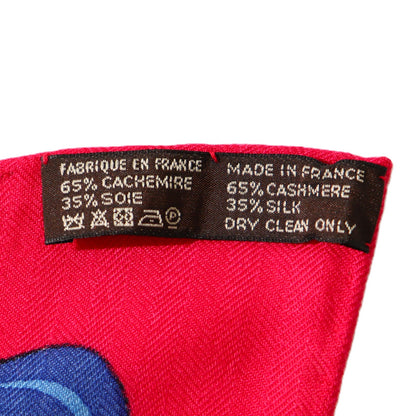 FABRIQUE EN FRANCE
65% CACHEMIRE
35% SOIE
P
MADE IN FRANCE
65% CASHMERE
35% SILK
DRY CLEAN ONLY